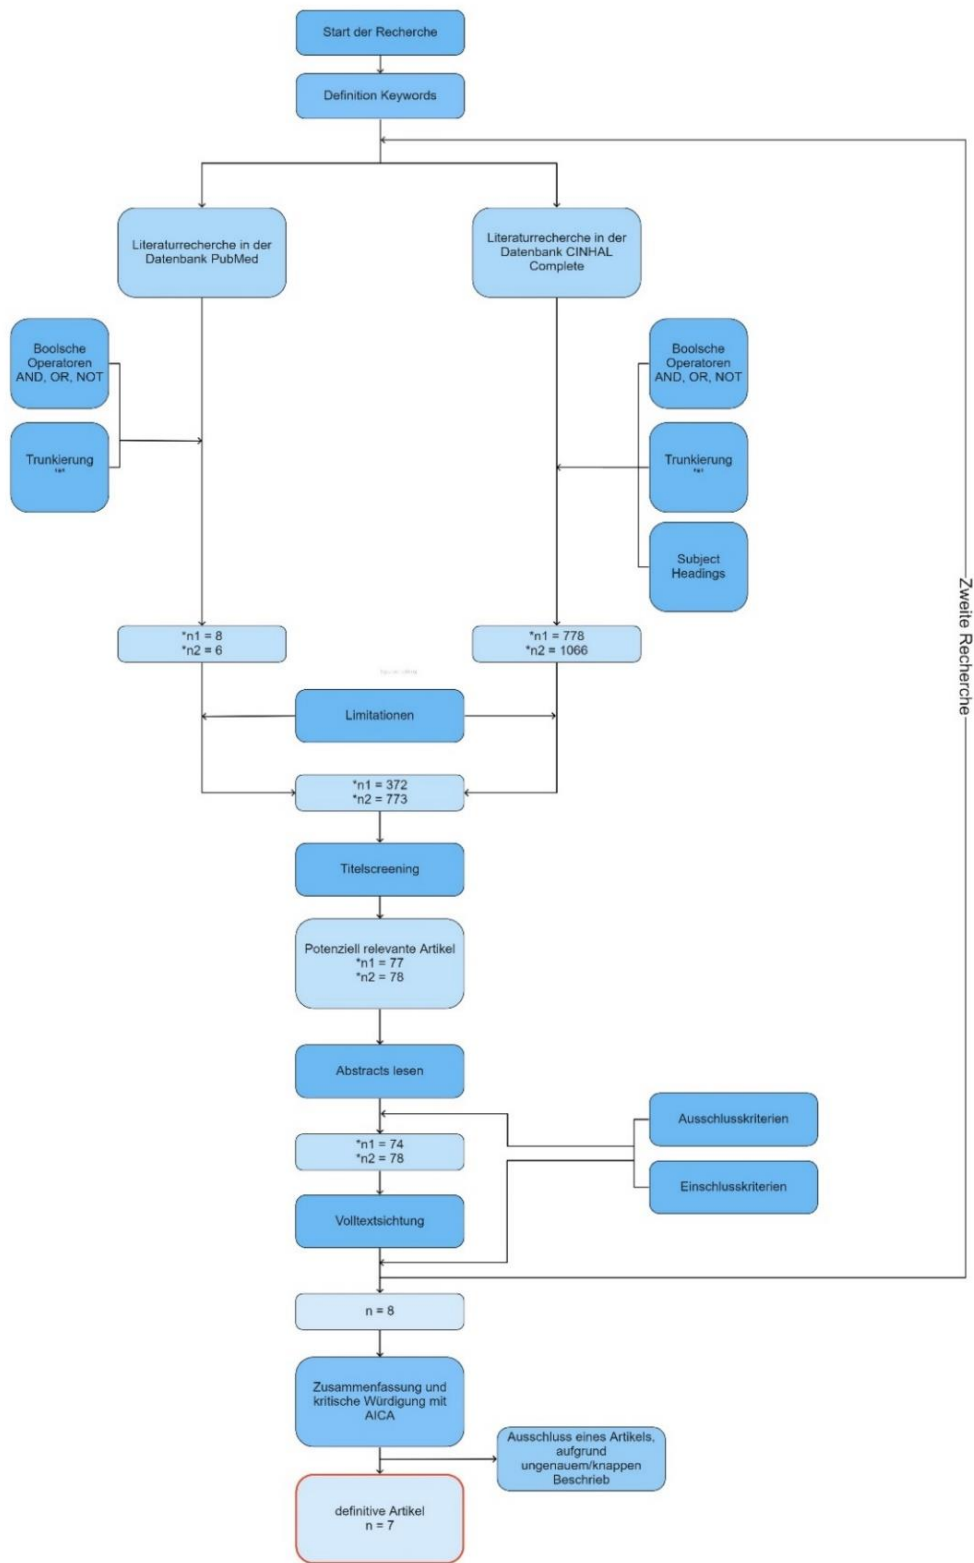 Start der Recherche
Definition Keywords
Literaturrecherche in der
Datenbank PubMed
Literaturrecherche in der
Datenbank CINHAL
Complete
Boolsche
Operatoren
AND, OR, NOT
Trunkierung
"*"
Boolsche
Operatoren
AND, OR, NOT
Trunkierung
"*"
Subject
Headings
Zweite Recherche
*n1 = 8
*n2 = 6
*n1 = 778
*n2 = 1066
Limitationen
*n1 = 372
*n2 = 773
Titelscreening
Potenziell relevante Artikel
*n1 = 77
*n2 = 78
Abstracts lesen
Ausschlusskriterien
*n1 = 74
*n2 = 78
Einschlusskriterien
Volltextsichtung
n = 8
Zusammenfassung und
kritische Würdigung mit
AICA
Ausschluss eines Artikels,
aufgrund
ungenauem/knappen
Beschrieb
definitive Artikel
n = 7